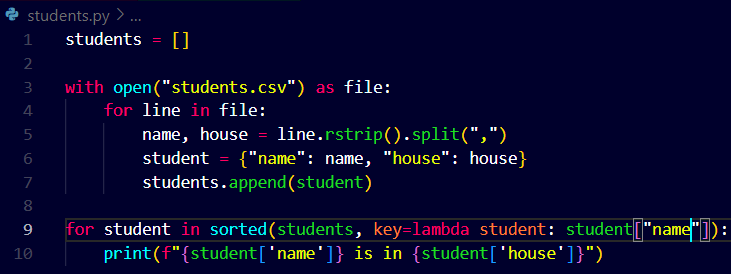 students.py > ...
1 students = []
2
3 with open("students.csv") as file:
4     for line in file:
5         name, house = line.rstrip().split(",")
6         student = {"name": name, "house": house}
7         students.append(student)
8
9 for student in sorted(students, key=lambda student: student["name"]):
10     print(f"{student['name']} is in {student['house']}")